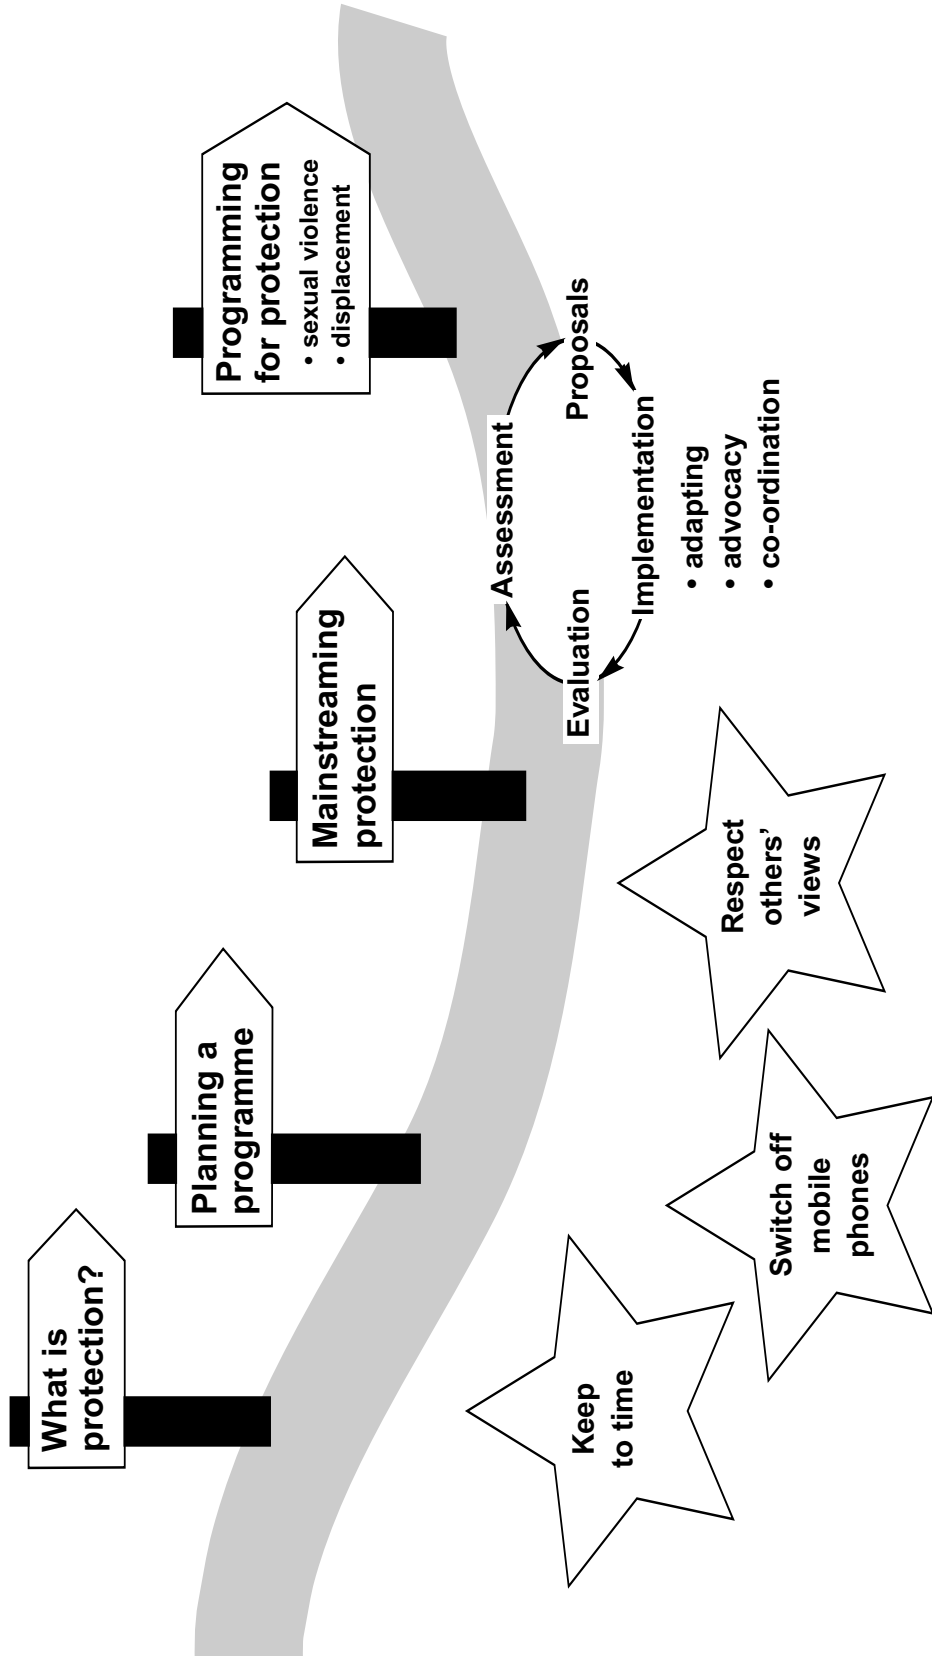 What is
protection?
Planning a
programme
Mainstreaming
protection
Programming
for protection
• sexual violence
• displacement
Assessment
Proposals
Implementation
• adapting
• advocacy
• co-ordination
Evaluation
Keep
to time
Switch off
mobile
phones
Respect
others’
views